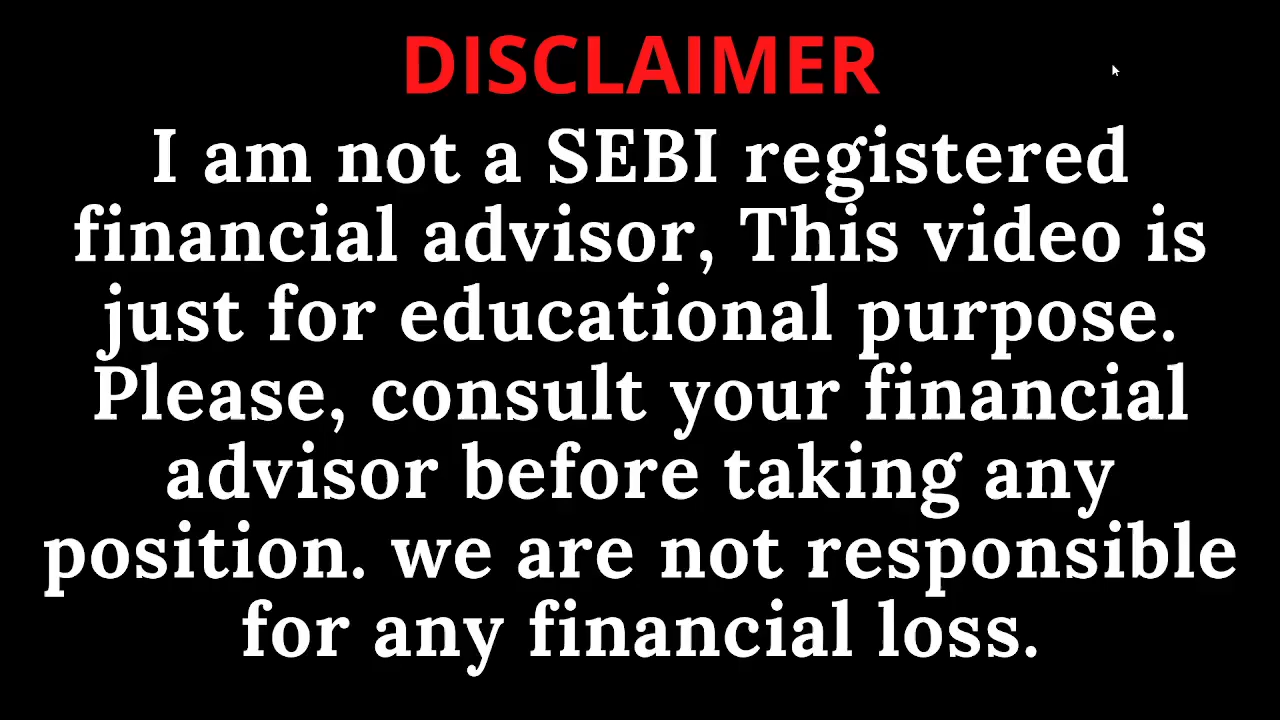 DISCLAIMER
I am not a SEBI registered
financial advisor, This video is
just for educational purpose.
Please, consult your financial
advisor before taking any
position. we are not responsible
for any financial loss.